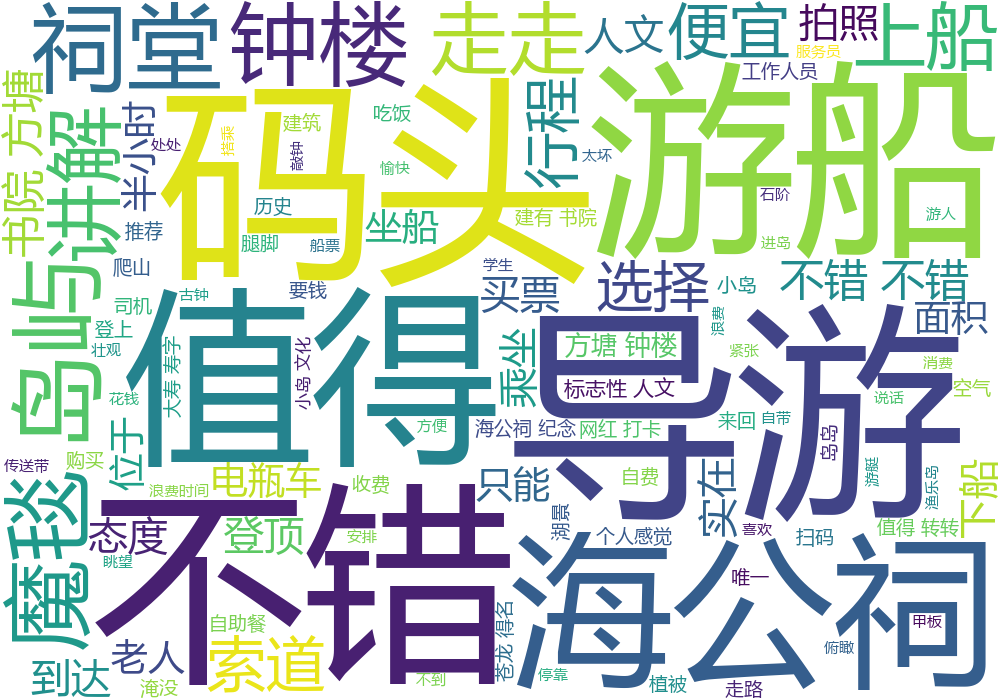 祠堂
钟楼
走走
人文
便宜
拍照
服务员
上船
工作人员
书院 方塘
讲解
半小时
处处
搭乘
建筑
敲钟
吃饭
愉快
码头
行程
太坏
游船
石阶
游人
推荐
历史
腿脚
船票
坐船
建有 书院
进岛
爬山
岛屿
古钟
要钱
学生
买票
选择
小岛
不错
不错
司机
登上
壮观
大寿 寿字
小岛 文化
值得
乘坐
方塘 钟楼
浪费
紧张
面积
消费
花钱
标志性 人文
说话
空气
导游
方便
海公祠 纪念
网红 打卡
来回
自带
岛岛
传送带
购买
位于
浪费时间
电瓶车
收费
只能
自费
实在
游艇
渔乐岛
下船
魔毯
态度
登顶
安排
湖景
个人感觉
喜欢
扫码
值得 转转
眺望
不错
海公祠
唯一
自助餐
甲板
老人
索道
苍龙 得名
俯瞰
到达
淹没
不到
停靠
植被
走路